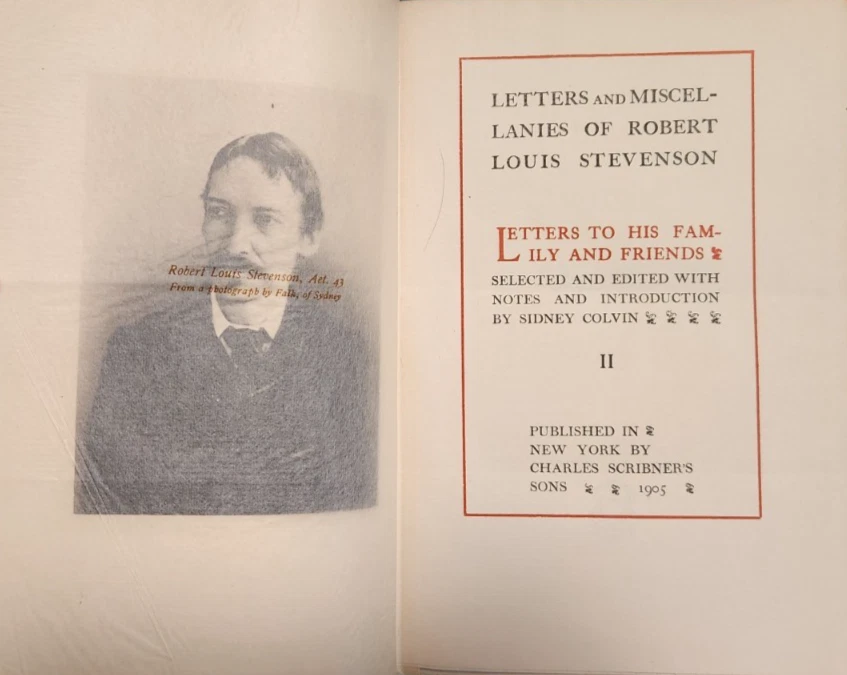 Robert Louis Stevenson, Aet. 43
From a photograph by Falk, of Sydney
LETTERS AND MISCEL-
LANIES OF ROBERT
LOUIS STEVENSON
LETTERS TO HIS FAM-
ILY AND FRIENDS
SELECTED AND EDITED WITH
NOTES AND INTRODUCTION
BY SIDNEY COLVIN
II
PUBLISHED IN
NEW YORK BY
CHARLES SCRIBNER'S
SONS 1905